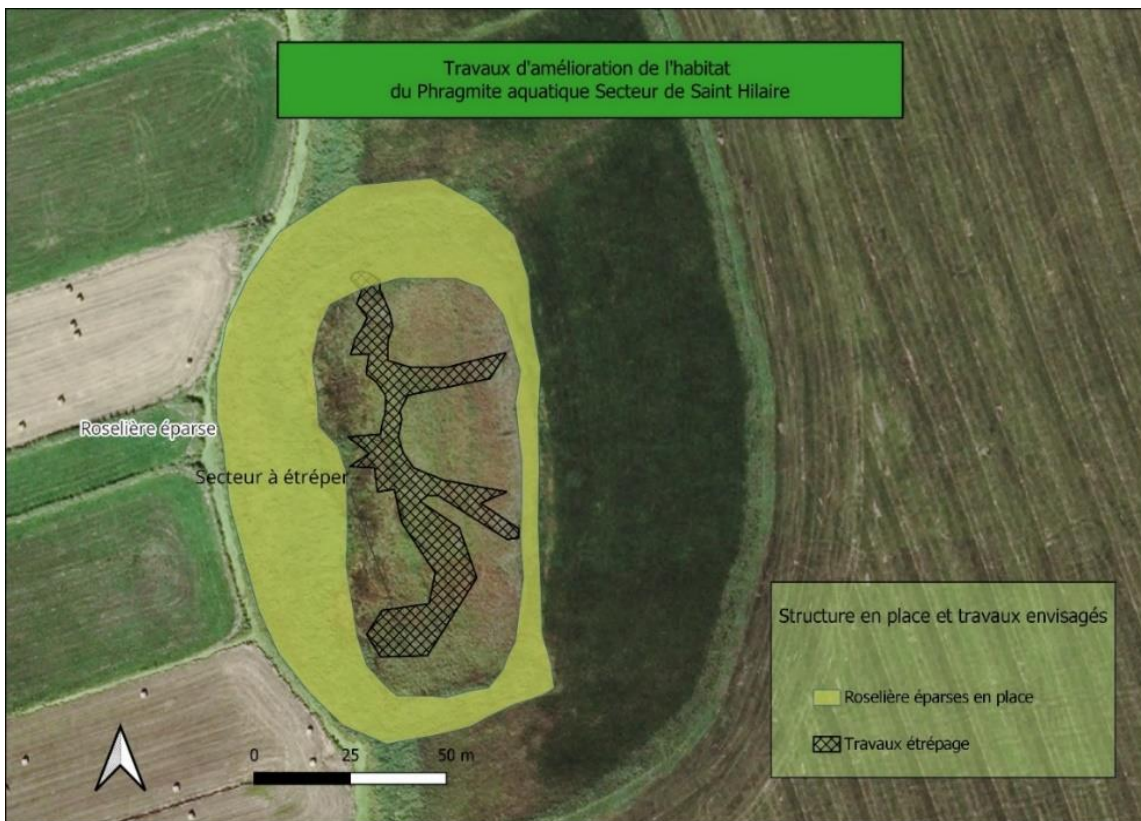 Travaux d'amélioration de l'habitat
du Phragmite aquatique Secteur de Saint Hilaire
Roselière éparse
Secteur à étréper
Structure en place et travaux envisagés
Roselière éparses en place
Travaux étrépage
0 25 50 m